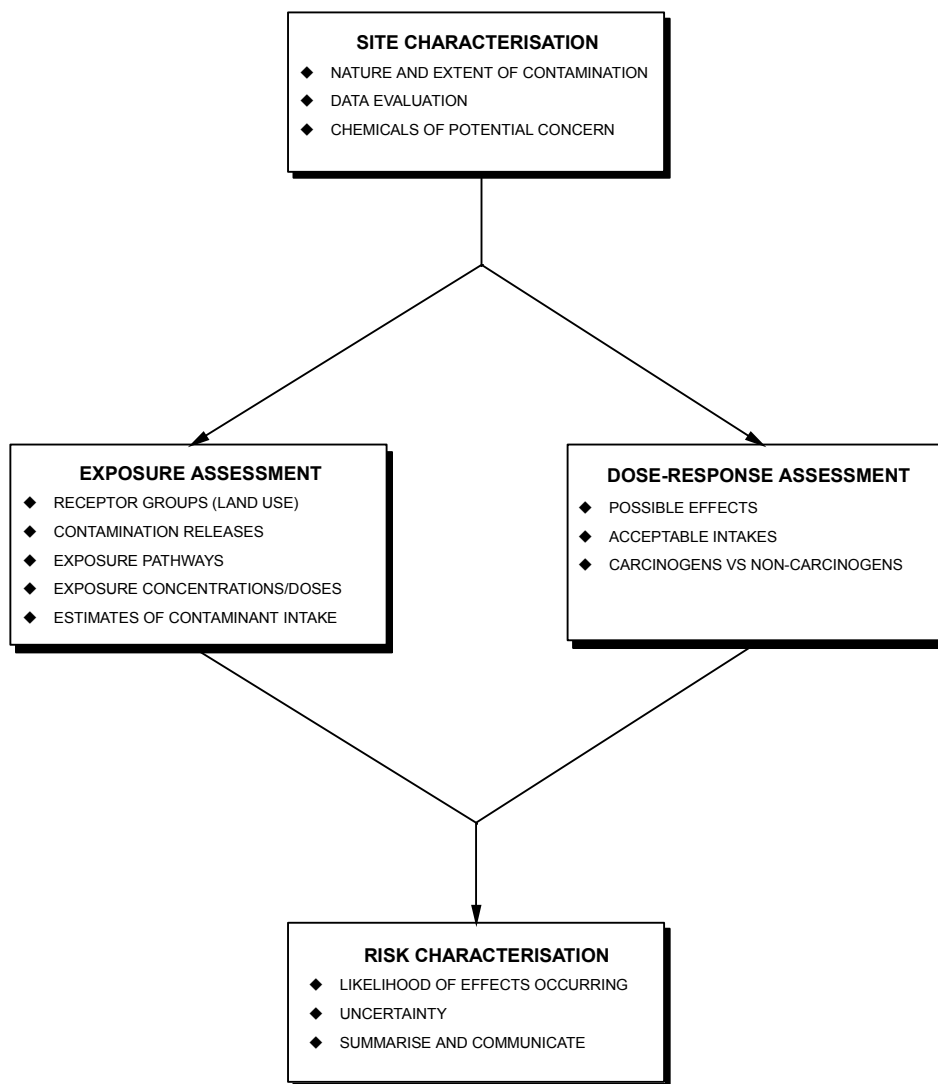 SITE CHARACTERISATION
◆ NATURE AND EXTENT OF CONTAMINATION
◆ DATA EVALUATION
◆ CHEMICALS OF POTENTIAL CONCERN
EXPOSURE ASSESSMENT
◆ RECEPTOR GROUPS (LAND USE)
◆ CONTAMINATION RELEASES
◆ EXPOSURE PATHWAYS
◆ EXPOSURE CONCENTRATIONS/DOSES
◆ ESTIMATES OF CONTAMINANT INTAKE
DOSE-RESPONSE ASSESSMENT
◆ POSSIBLE EFFECTS
◆ ACCEPTABLE INTAKES
◆ CARCINOGENS VS NON-CARCINOGENS
RISK CHARACTERISATION
◆ LIKELIHOOD OF EFFECTS OCCURRING
◆ UNCERTAINTY
◆ SUMMARISE AND COMMUNICATE